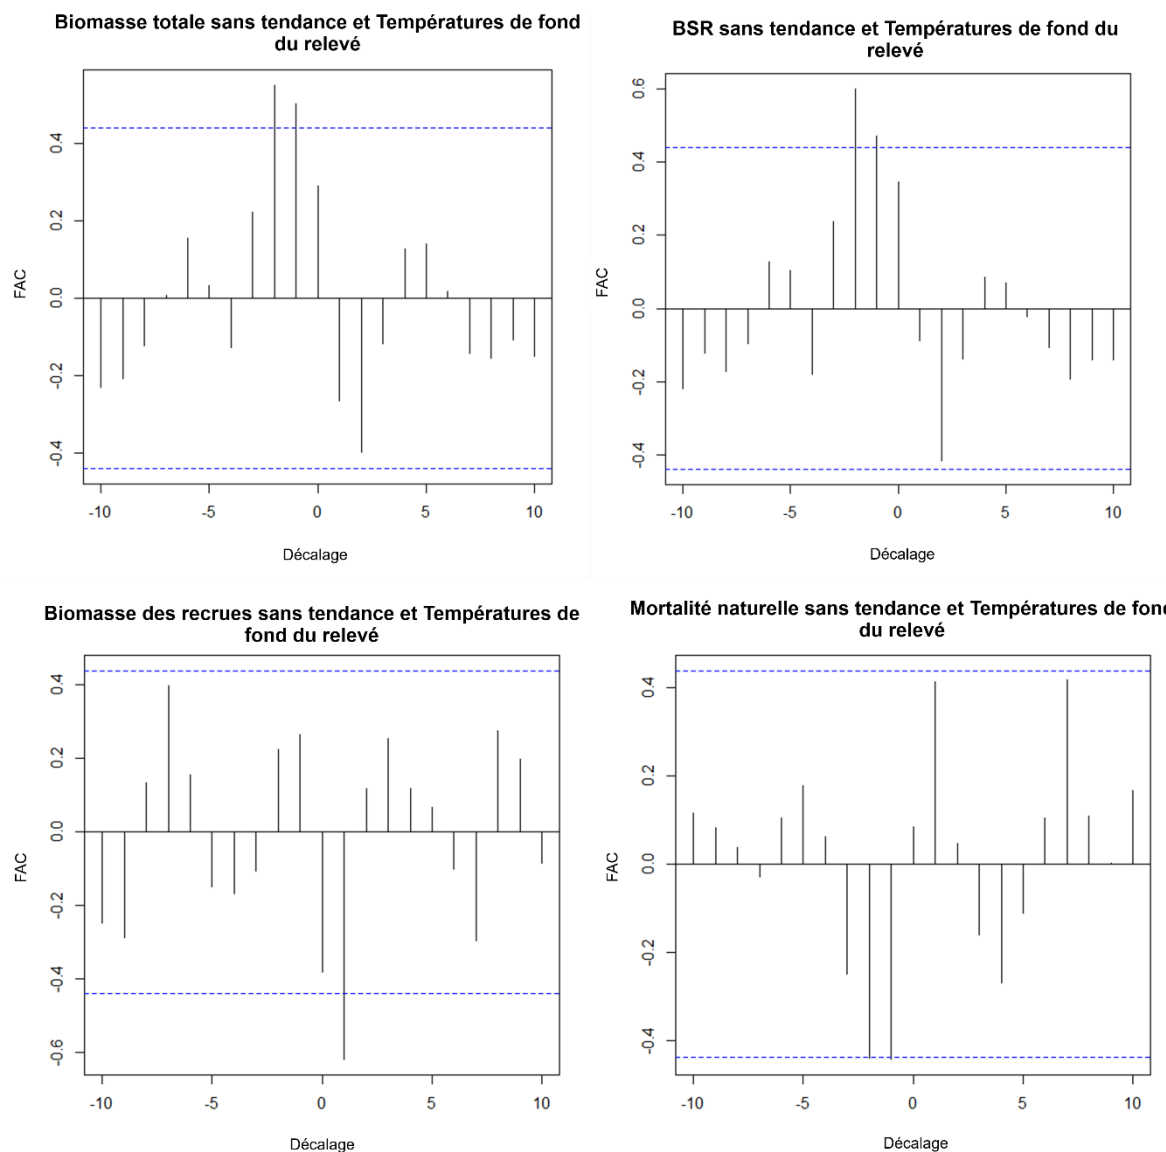 Biomasse totale sans tendance et Températures de fond
du relevé
0.4
0.2
0.0
-0.2
-0.4
FAC
-10
-5
0
5
10
Décalage
BSR sans tendance et Températures de fond du
relevé
0.6
0.4
0.2
0.0
-0.2
-0.4
FAC
-10
-5
0
5
10
Décalage
Biomasse des recrues sans tendance et Températures de
fond du relevé
0.4
0.2
0.0
-0.2
-0.4
-0.6
FAC
-10
-5
0
5
10
Décalage
Mortalité naturelle sans tendance et Températures de fond
du relevé
0.4
0.2
0.0
-0.2
-0.4
FAC
-10
-5
0
5
10
Décalage